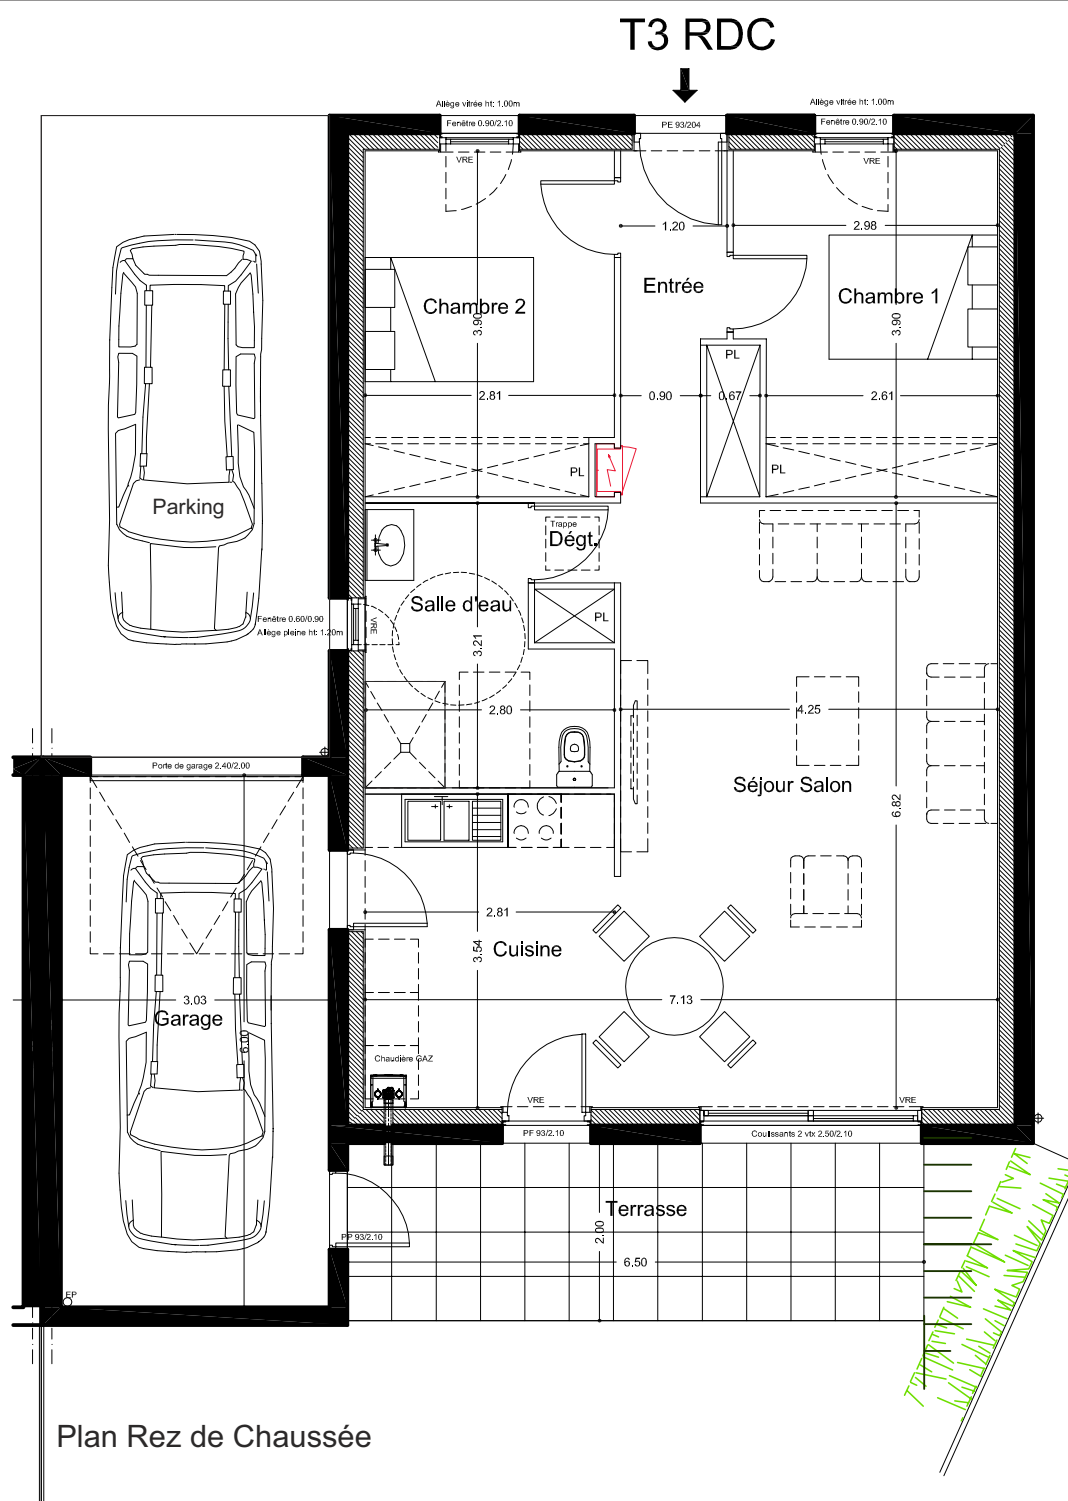 T3 RDC
Allège vitrée ht: 1.00m
Allège vitrée ht: 1.00m
Fenêtre 0.90/2.10
PE 93/204
Fenêtre 0.90/2.10
VRE
VRE
1.20
2.98
Entrée
Chambre 2
Chambre 1
3.90
3.90
PL
2.81
0.90
0.67
2.61
PL
PL
Parking
Trappe
Dégt.
Salle d'eau
PL
Fenêtre 0.60/0.90
Allège pleine ht: 1.20m
VRE
3.21
2.80
4.25
Porte de garage 2.40/2.00
Séjour Salon
6.82
2.81
3.54
Cuisine
3.03
7.13
Garage
6.00
Chaudière GAZ
VRE
VRE
PF 93/2.10
Coulissants 2 vtx 2.50/2.10
Terrasse
2.00
PP 93/2.10
6.50
EP
Plan Rez de Chaussée